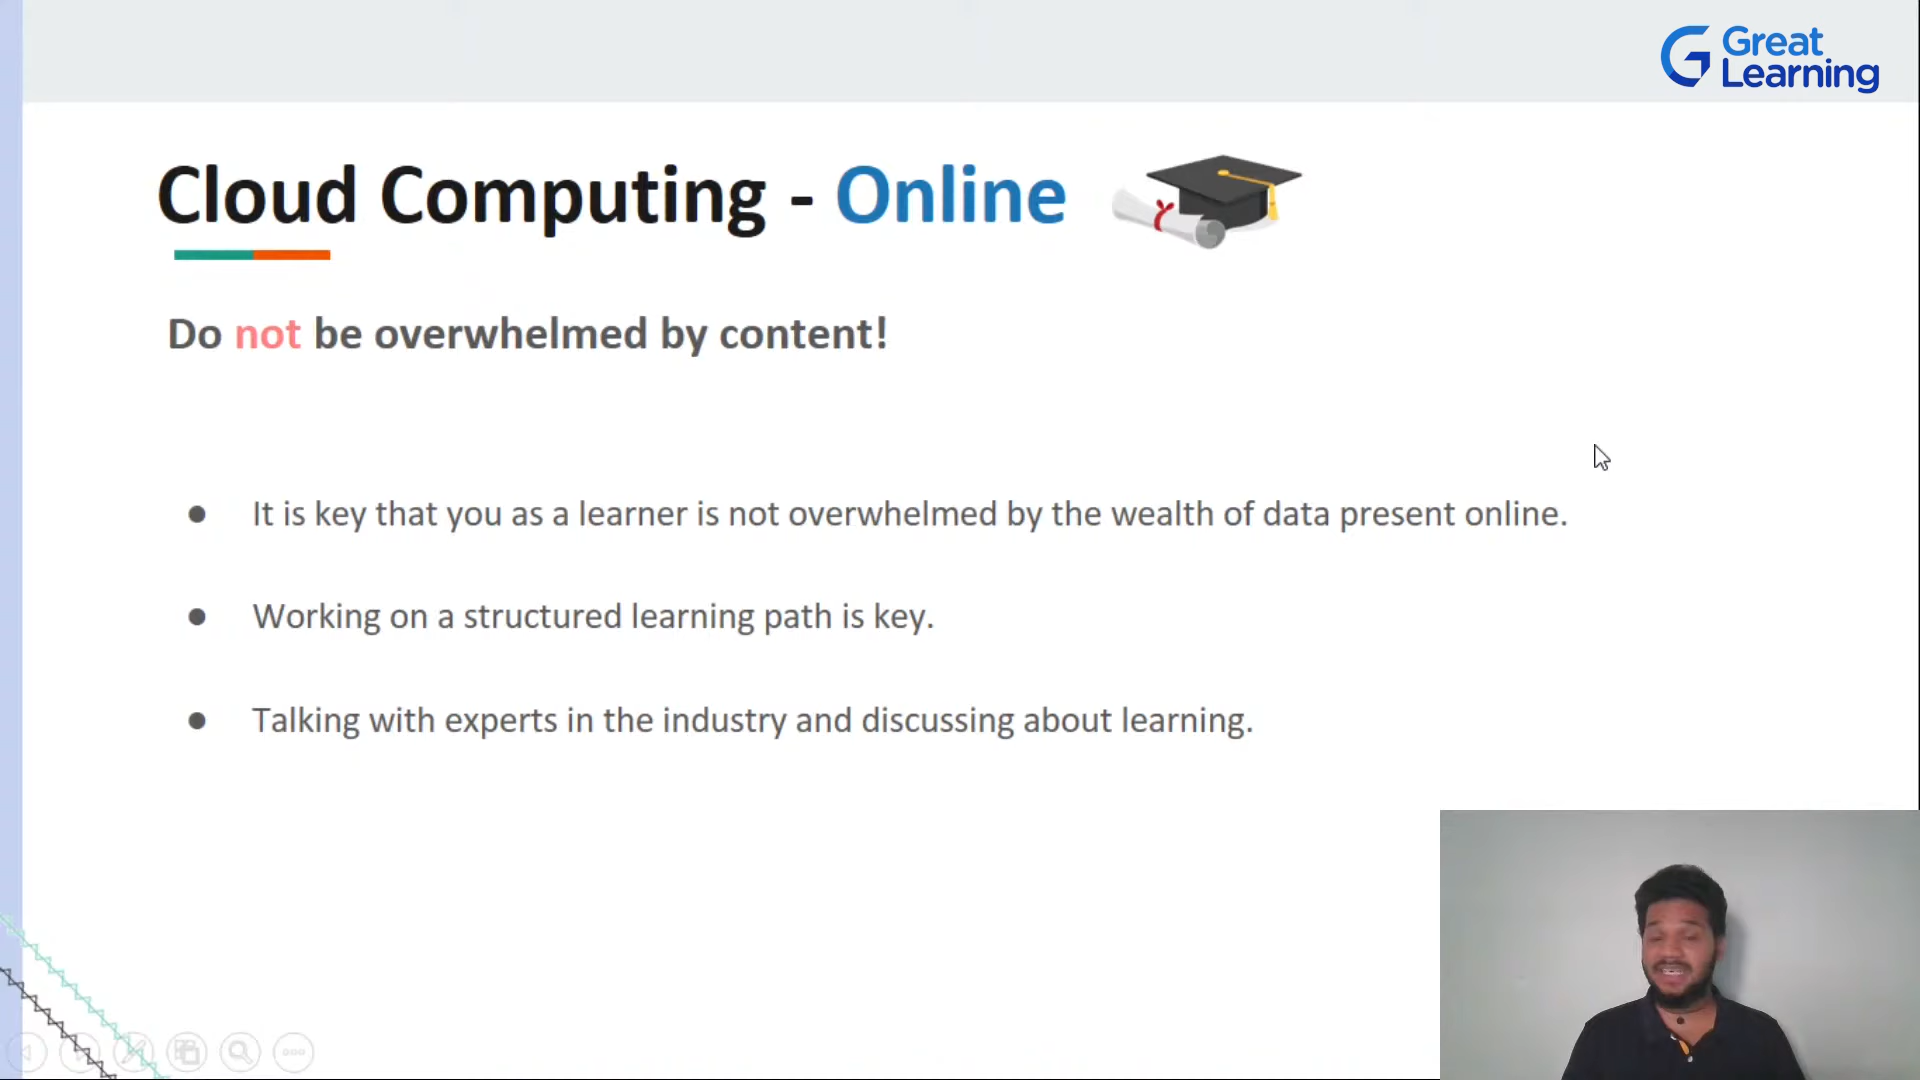 Great
Learning
Cloud Computing - Online
Do not be overwhelmed by content!
● It is key that you as a learner is not overwhelmed by the wealth of data present online.
● Working on a structured learning path is key.
● Talking with experts in the industry and discussing about learning.